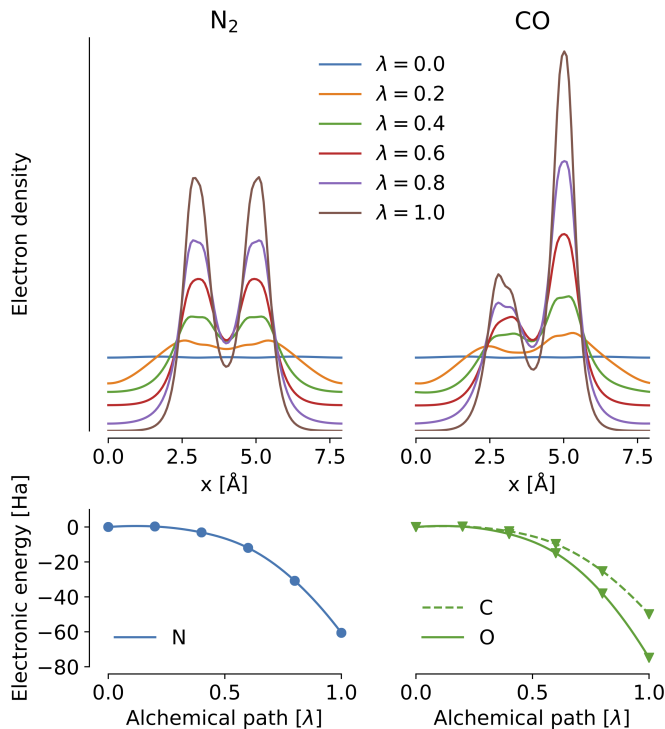 N₂ CO
Electron density
λ = 0.0
λ = 0.2
λ = 0.4
λ = 0.6
λ = 0.8
λ = 1.0
0.0 2.5 5.0 7.5 0.0 2.5 5.0 7.5
x [Å] x [Å]
Electronic energy [Ha]
0
−20
−40
−60
−80
N
C
O
0.0 0.5 1.0 0.0 0.5 1.0
Alchemical path [λ] Alchemical path [λ]